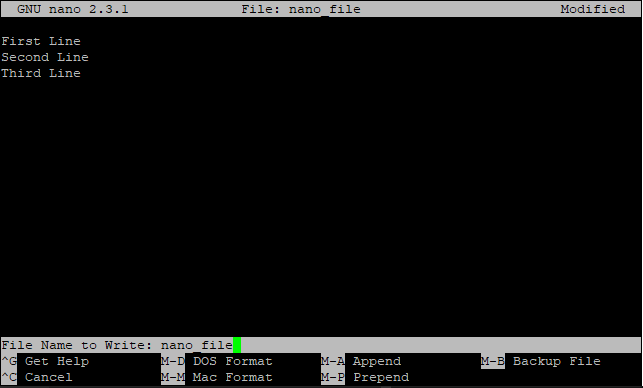 GNU nano 2.3.1 File: nano_file Modified
First Line
Second Line
Third Line
File Name to Write: nano_file
^G Get Help M-D DOS Format M-A Append M-B Backup File
^C Cancel M-M Mac Format M-P Prepend